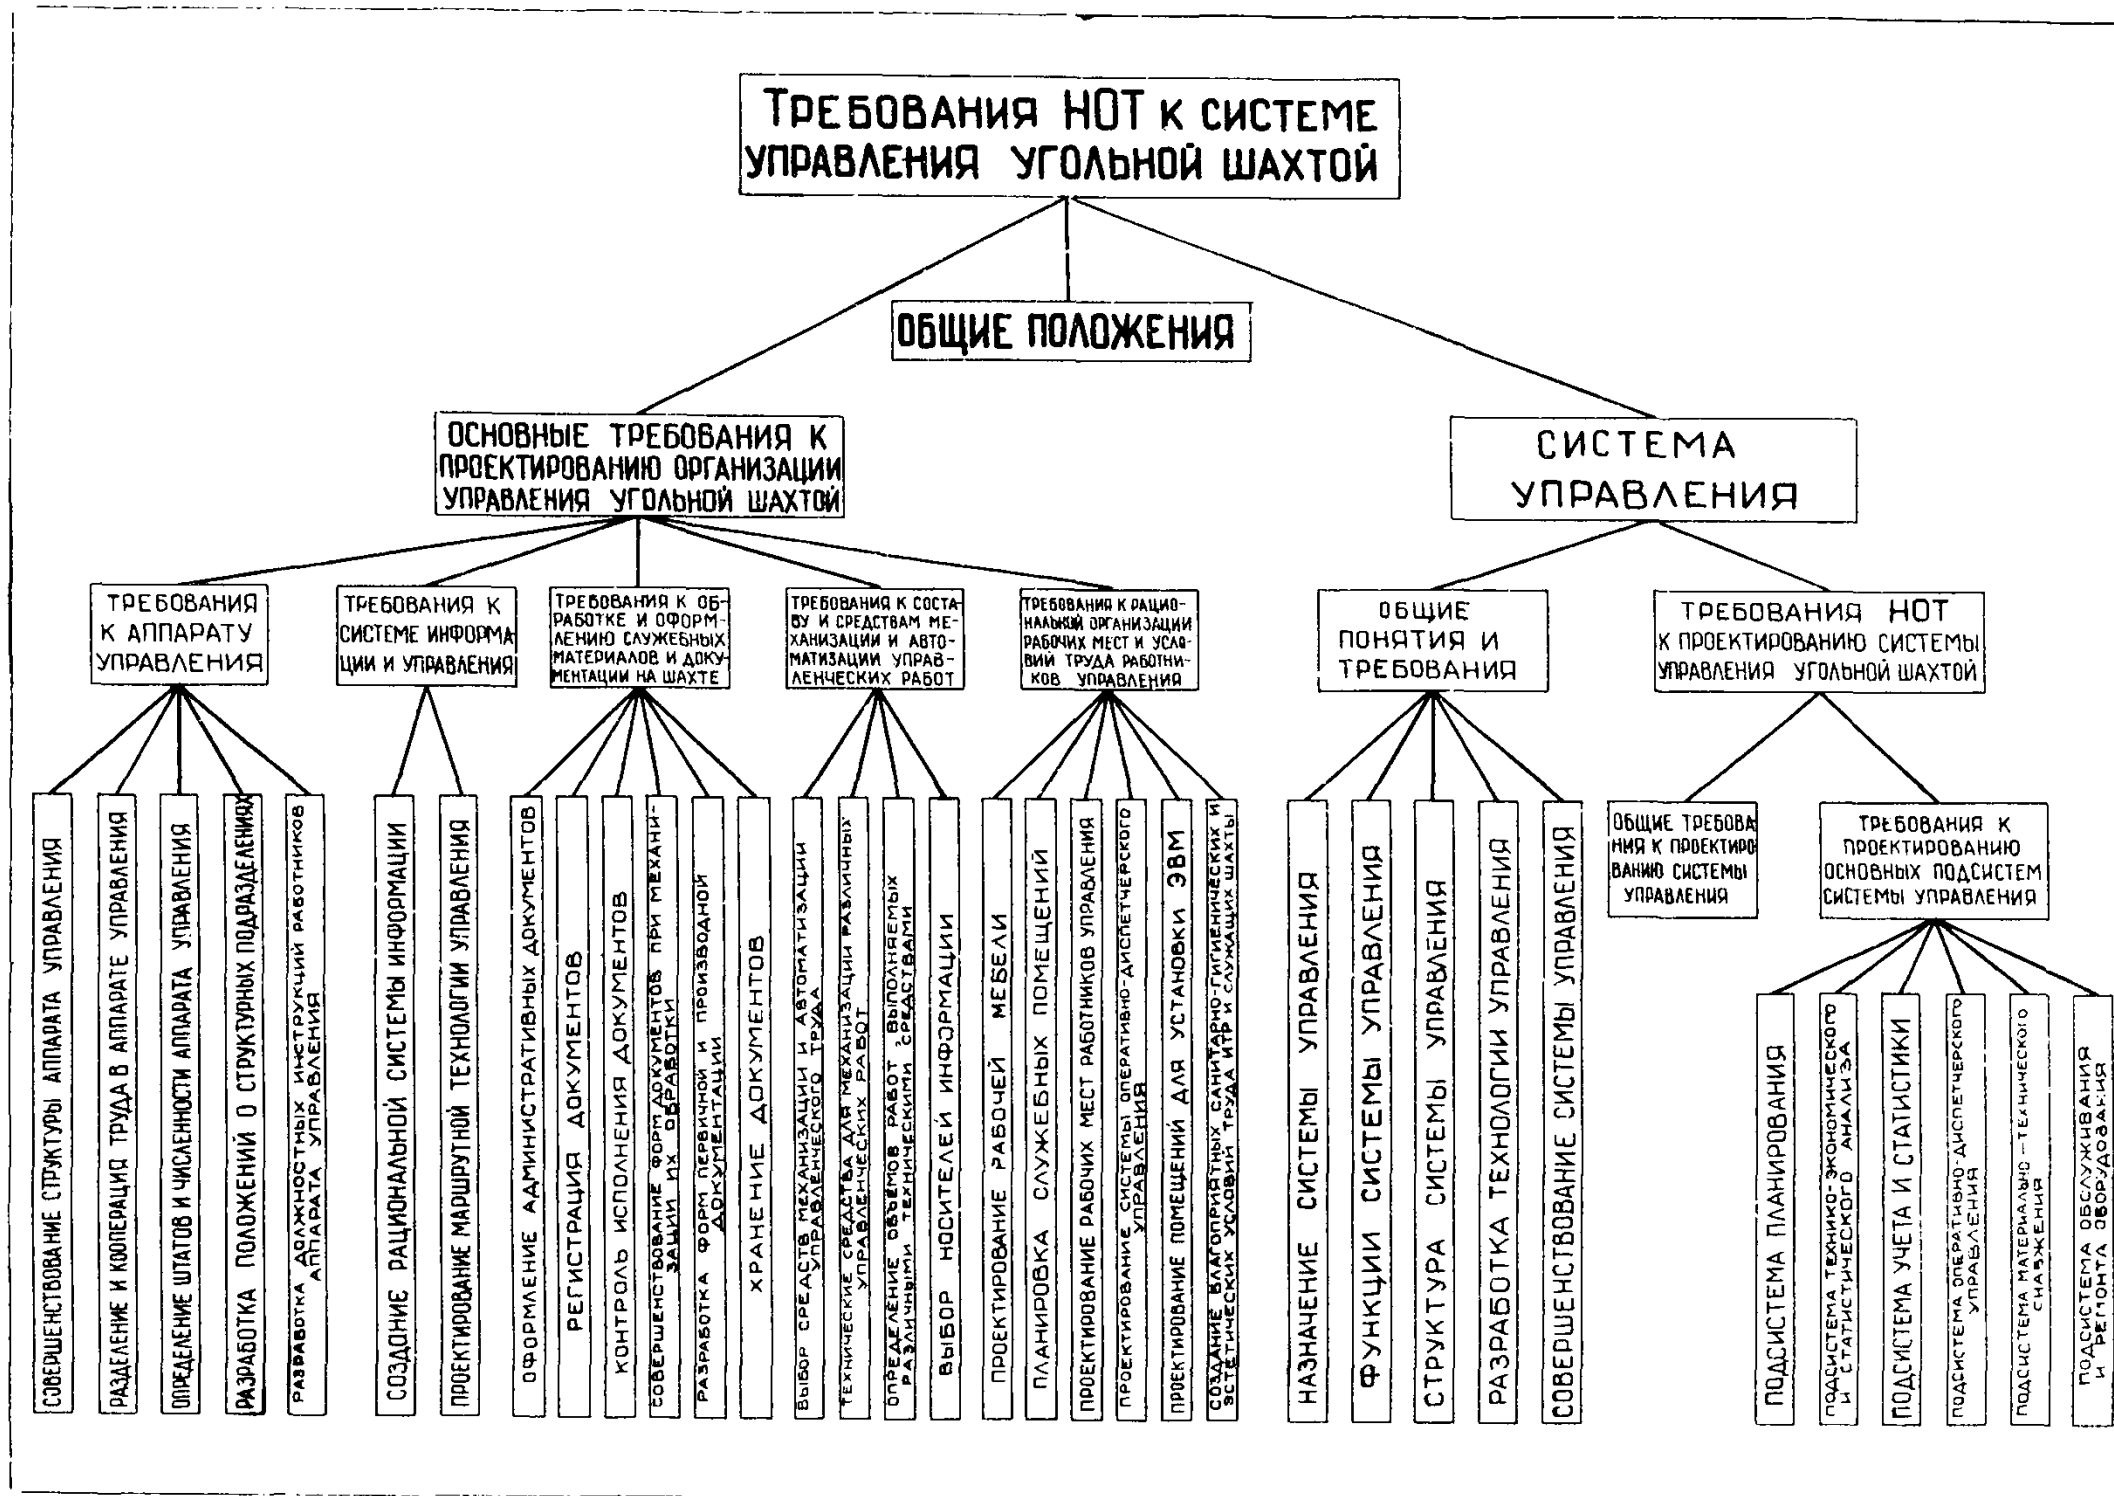 ТРЕБОВАНИЯ НОТ К СИСТЕМЕ
УПРАВЛЕНИЯ УГОЛЬНОЙ ШАХТОЙ
ОБЩИЕ ПОЛОЖЕНИЯ
ОСНОВНЫЕ ТРЕБОВАНИЯ К
ПРОЕКТИРОВАНИЮ ОРГАНИЗАЦИИ
УПРАВЛЕНИЯ УГОЛЬНОЙ ШАХТОЙ
СИСТЕМА
УПРАВЛЕНИЯ
ТРЕБОВАНИЯ
К АППАРАТУ
УПРАВЛЕНИЯ
ТРЕБОВАНИЯ К
СИСТЕМЕ ИНФОРМА
ЦИИ И УПРАВЛЕНИЯ
ТРЕБОВАНИЯ К ОБ-
РАБОТКЕ И ОФОРМ-
ЛЕНИЮ СЛУЖЕБНЫХ
МАТЕРИАЛОВ И ДОКУ-
МЕНТАЦИИ НА ШАХТЕ
ТРЕБОВАНИЯ К СОСТА-
ВУ И СРЕДСТВАМ МЕ-
ХАНИЗАЦИИ И АВТО-
МАТИЗАЦИИ УПРАВ-
ЛЕНЧЕСКИХ РАБОТ
ТРЕБОВАНИЯ К РАЦИО-
НАЛЬНОЙ ОРГАНИЗАЦИИ
РАБОЧИХ МЕСТ И УСЛО-
ВИЙ ТРУДА РАБОТНИ-
КОВ УПРАВЛЕНИЯ
ОБЩИЕ
ПОНЯТИЯ И
ТРЕБОВАНИЯ
ТРЕБОВАНИЯ НОТ
К ПРОЕКТИРОВАНИЮ СИСТЕМЫ
УПРАВЛЕНИЯ УГОЛЬНОЙ ШАХТОЙ
СОВЕРШЕНСТВОВАНИЕ СТРУКТУРЫ АППАРАТА УПРАВЛЕНИЯ
РАЗДЕЛЕНИЕ И КООПЕРАЦИЯ ТРУДА В АППАРАТЕ УПРАВЛЕНИЯ
ОПРЕДЕЛЕНИЕ ШТАТОВ И ЧИСЛЕННОСТИ АППАРАТА УПРАВЛЕНИЯ
РАЗРАБОТКА ПОЛОЖЕНИЙ О СТРУКТУРНЫХ ПОДРАЗДЕЛЕНИЯХ
РАЗРАБОТКА ДОЛЖНОСТНЫХ ИНСТРУКЦИЙ РАБОТНИКОВ
АППАРАТА УПРАВЛЕНИЯ
СОЗДАНИЕ РАЦИОНАЛЬНОЙ СИСТЕМЫ ИНФОРМАЦИИ
ПРОЕКТИРОВАНИЕ МАРШРУТНОЙ ТЕХНОЛОГИИ УПРАВЛЕНИЯ
ОФОРМЛЕНИЕ АДМИНИСТРАТИВНЫХ ДОКУМЕНТОВ
РЕГИСТРАЦИЯ ДОКУМЕНТОВ
КОНТРОЛЬ ИСПОЛНЕНИЯ ДОКУМЕНТОВ
СОВЕРШЕНСТВОВАНИЕ ФОРМ ДОКУМЕНТОВ ПРИ МЕХАНИ-
ЗАЦИИ ИХ ОБРАБОТКИ
РАЗРАБОТКА ФОРМ ПЕРВИЧНОЙ И ПРОИЗВОДНОЙ
ДОКУМЕНТАЦИИ
ХРАНЕНИЕ ДОКУМЕНТОВ
ВЫБОР СРЕДСТВ МЕХАНИЗАЦИИ И АВТОМАТИЗАЦИИ
УПРАВЛЕНЧЕСКОГО ТРУДА
ТЕХНИЧЕСКИЕ СРЕДСТВА ДЛЯ МЕХАНИЗАЦИИ РАЗЛИЧНЫХ
УПРАВЛЕНЧЕСКИХ РАБОТ
ОПРЕДЕЛЕНИЕ ОБЪЕМОВ РАБОТ, ВЫПОЛНЯЕМЫХ
РАЗЛИЧНЫМИ ТЕХНИЧЕСКИМИ СРЕДСТВАМИ
ВЫБОР НОСИТЕЛЕЙ ИНФОРМАЦИИ
ПРОЕКТИРОВАНИЕ РАБОЧЕЙ МЕБЕЛИ
ПЛАНИРОВКА СЛУЖЕБНЫХ ПОМЕЩЕНИЙ
ПРОЕКТИРОВАНИЕ РАБОЧИХ МЕСТ РАБОТНИКОВ УПРАВЛЕНИЯ
ПРОЕКТИРОВАНИЕ СИСТЕМЫ ОПЕРАТИВНО-ДИСПЕТЧЕРСКОГО
УПРАВЛЕНИЯ
ПРОЕКТИРОВАНИЕ ПОМЕЩЕНИЙ ДЛЯ УСТАНОВКИ ЭВМ
СОЗДАНИЕ БЛАГОПРИЯТНЫХ САНИТАРНО-ГИГИЕНИЧЕСКИХ И
ЭСТЕТИЧЕСКИХ УСЛОВИЙ ТРУДА ИТР И СЛУЖАЩИХ ШАХТЫ
НАЗНАЧЕНИЕ СИСТЕМЫ УПРАВЛЕНИЯ
ФУНКЦИИ СИСТЕМЫ УПРАВЛЕНИЯ
СТРУКТУРА СИСТЕМЫ УПРАВЛЕНИЯ
РАЗРАБОТКА ТЕХНОЛОГИИ УПРАВЛЕНИЯ
СОВЕРШЕНСТВОВАНИЕ СИСТЕМЫ УПРАВЛЕНИЯ
ОБЩИЕ ТРЕБОВА
НИЯ К ПРОЕКТИРО
ВАНИЮ СИСТЕМЫ
УПРАВЛЕНИЯ
ТРЕБОВАНИЯ К
ПРОЕКТИРОВАНИЮ
ОСНОВНЫХ ПОДСИСТЕМ
СИСТЕМЫ УПРАВЛЕНИЯ
ПОДСИСТЕМА ПЛАНИРОВАНИЯ
ПОДСИСТЕМА ТЕХНИКО-ЭКОНОМИЧЕСКОГО
И СТАТИСТИЧЕСКОГО АНАЛИЗА
ПОДСИСТЕМА УЧЕТА И СТАТИСТИКИ
ПОДСИСТЕМА ОПЕРАТИВНО-ДИСПЕТЧЕРСКОГО
УПРАВЛЕНИЯ
ПОДСИСТЕМА МАТЕРИАЛЬНО-ТЕХНИЧЕСКОГО
СНАБЖЕНИЯ
ПОДСИСТЕМА ОБСЛУЖИВАНИЯ
И РЕМОНТА ОБОРУДОВАНИЯ